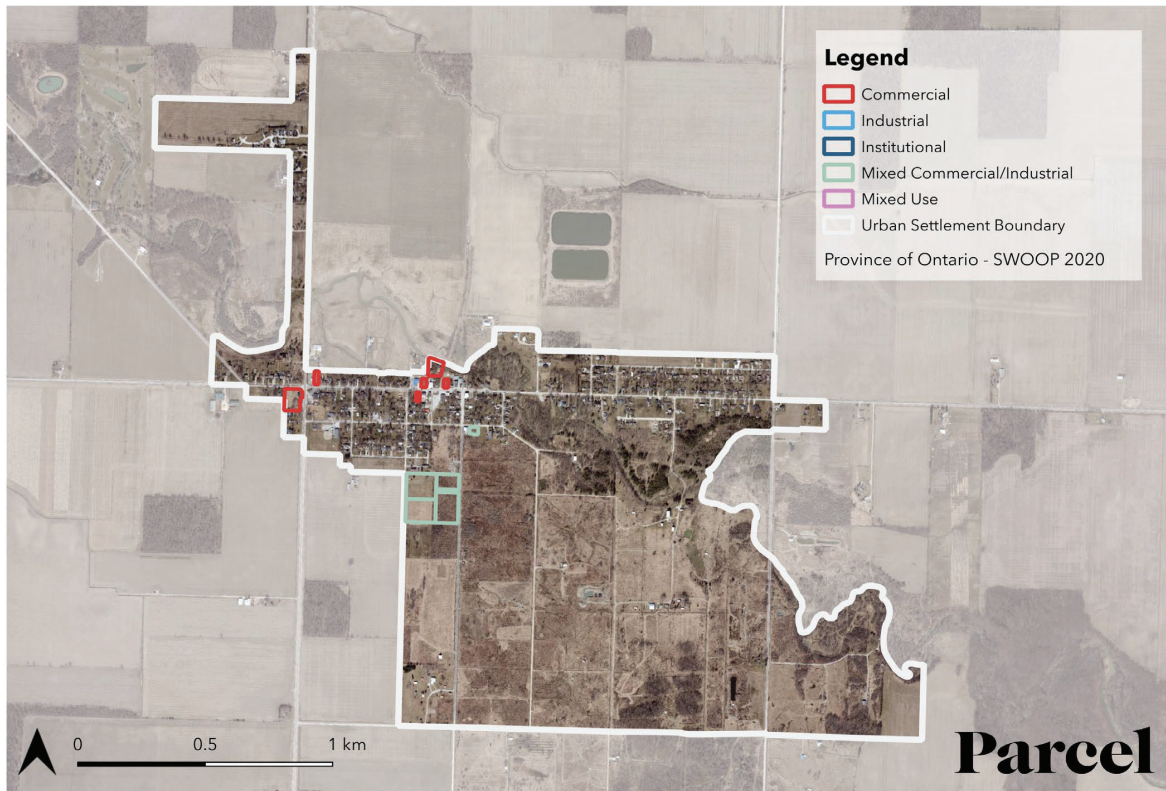 Legend
Commercial
Industrial
Institutional
Mixed Commercial/Industrial
Mixed Use
Urban Settlement Boundary
Province of Ontario - SWOOP 2020
0 0.5 1 km
Parcel